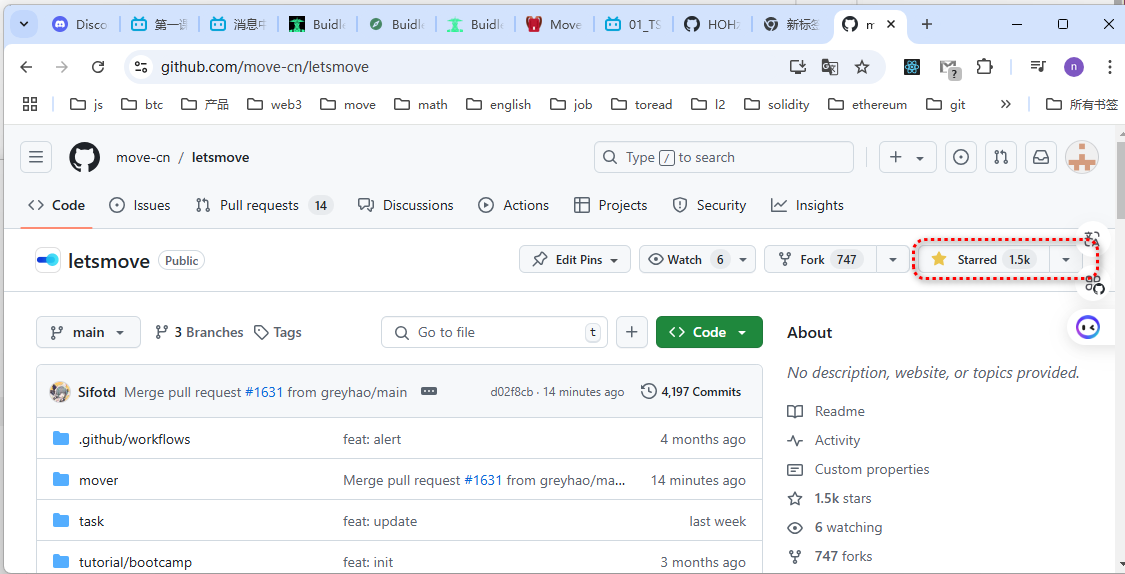 Disco
第一课
消息中
Buidle
Buidle
Buidle
Move
01_TS
HOHz
新标签
m
github.com/move-cn/letsmove
n
js
btc
产品
web3
move
math
english
job
toread
l2
solidity
ethereum
git
所有书签
move-cn / letsmove
Type / to search
Code
Issues
Pull requests 14
Discussions
Actions
Projects
Security
Insights
letsmove Public
Edit Pins
Watch 6
Fork 747
Starred 1.5k
main
3 Branches
Tags
Go to file t
Code
About
No description, website, or topics provided.
Sifotd Merge pull request #1631 from greyhao/main d02f8cb · 14 minutes ago 4,197 Commits
.github/workflows feat: alert 4 months ago
mover Merge pull request #1631 from greyhao/ma... 14 minutes ago
task feat: update last week
tutorial/bootcamp feat: init 3 months ago
Readme
Activity
Custom properties
1.5k stars
6 watching
747 forks